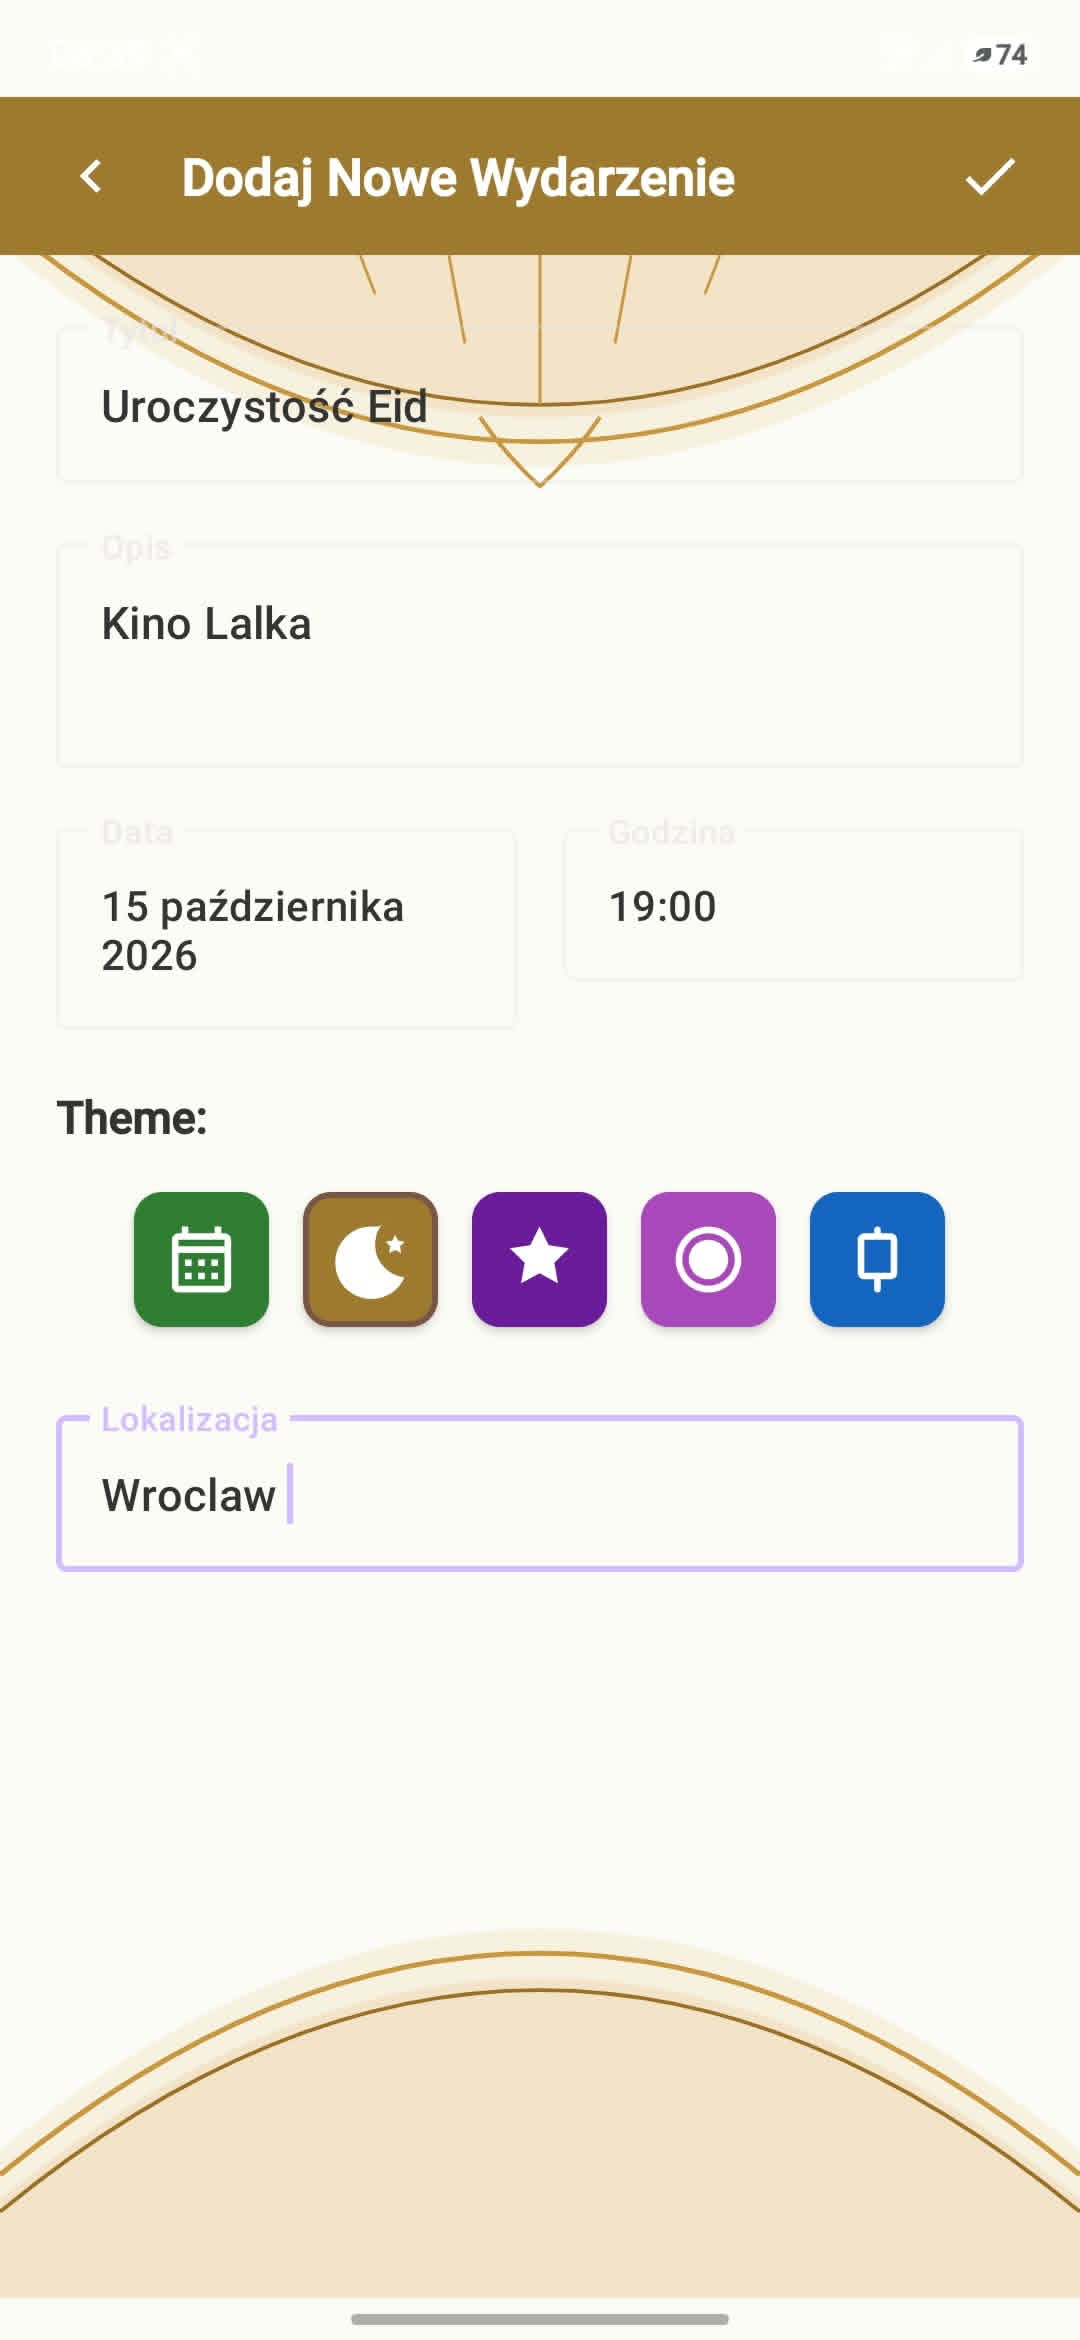 74
Dodaj Nowe Wydarzenie
Tytuł
Uroczystość Eid
Opis
Kino Lalka
Data
Godzina
15 października
2026
19:00
Theme:
Lokalizacja
Wroclaw